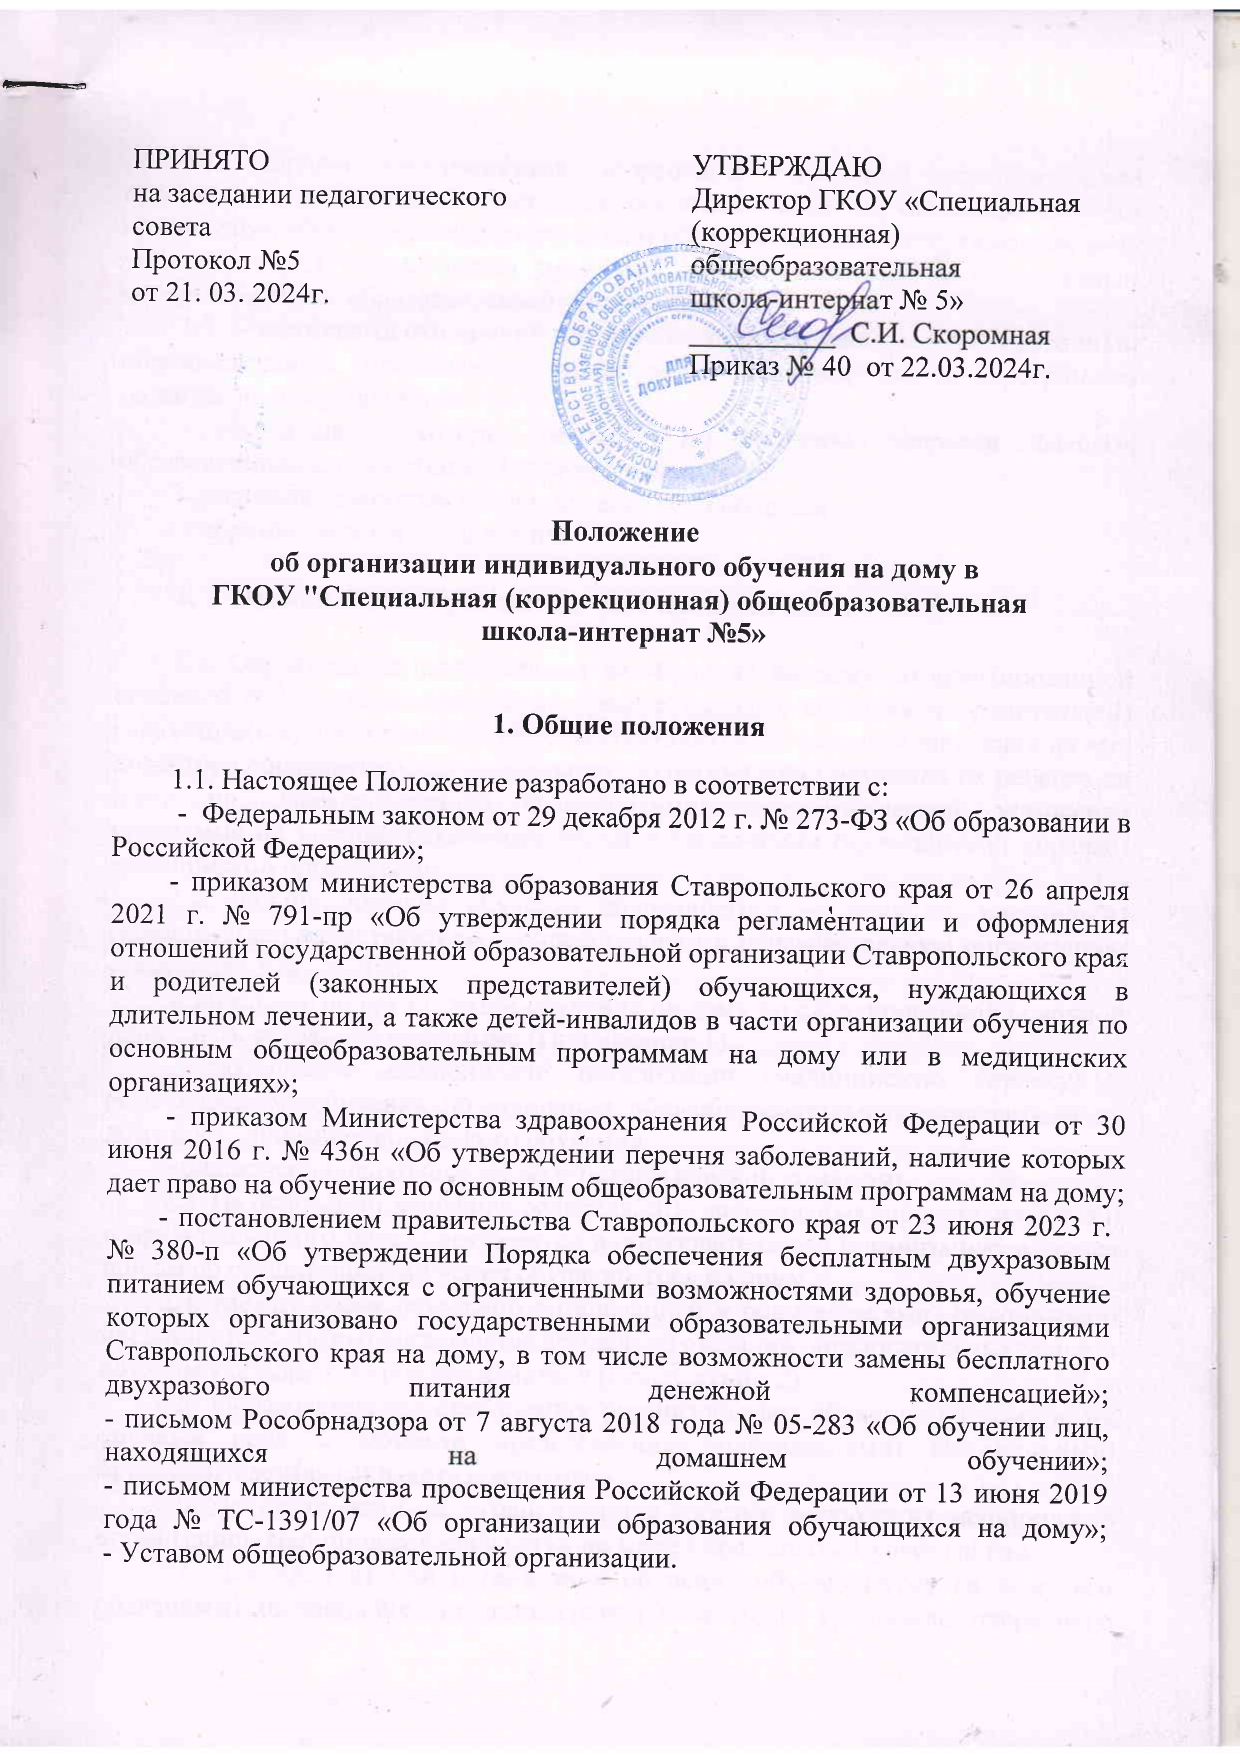 ПРИНЯТО
на заседании педагогического
совета
Протокол №5
от 21. 03. 2024г.
УТВЕРЖДАЮ
Директор ГКОУ «Специальная
(коррекционная)
общеобразовательная
школа-интернат № 5»
__________ С.И. Скоромная
Приказ № 40 от 22.03.2024г.
МИНИСТЕРСТВО ОБРАЗОВАНИЯ
ДЛЯ
ДОКУМЕНТОВ
Положение
об организации индивидуального обучения на дому в
ГКОУ "Специальная (коррекционная) общеобразовательная
школа-интернат №5»
1. Общие положения
1.1. Настоящее Положение разработано в соответствии с:
- Федеральным законом от 29 декабря 2012 г. № 273-ФЗ «Об образовании в
Российской Федерации»;
- приказом министерства образования Ставропольского края от 26 апреля
2021 г. № 791-пр «Об утверждении порядка регламентации и оформления
отношений государственной образовательной организации Ставропольского края
и родителей (законных представителей) обучающихся, нуждающихся в
длительном лечении, а также детей-инвалидов в части организации обучения по
основным общеобразовательным программам на дому или в медицинских
организациях»;
- приказом Министерства здравоохранения Российской Федерации от 30
июня 2016 г. № 436н «Об утверждении перечня заболеваний, наличие которых
дает право на обучение по основным общеобразовательным программам на дому;
- постановлением правительства Ставропольского края от 23 июня 2023 г.
№ 380-п «Об утверждении Порядка обеспечения бесплатным двухразовым
питанием обучающихся с ограниченными возможностями здоровья, обучение
которых организовано государственными образовательными организациями
Ставропольского края на дому, в том числе возможности замены бесплатного
двухразового питания денежной компенсацией»;
- письмом Рособрнадзора от 7 августа 2018 года № 05-283 «Об обучении лиц,
находящихся на домашнем обучении»;
- письмом министерства просвещения Российской Федерации от 13 июня 2019
года № ТС-1391/07 «Об организации образования обучающихся на дому»;
- Уставом общеобразовательной организации.